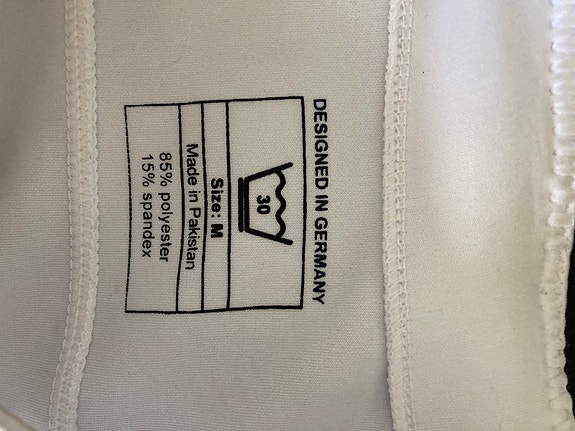 DESIGNED IN GERMANY
30
Size: M
Made in Pakistan
85% polyester
15% spandex